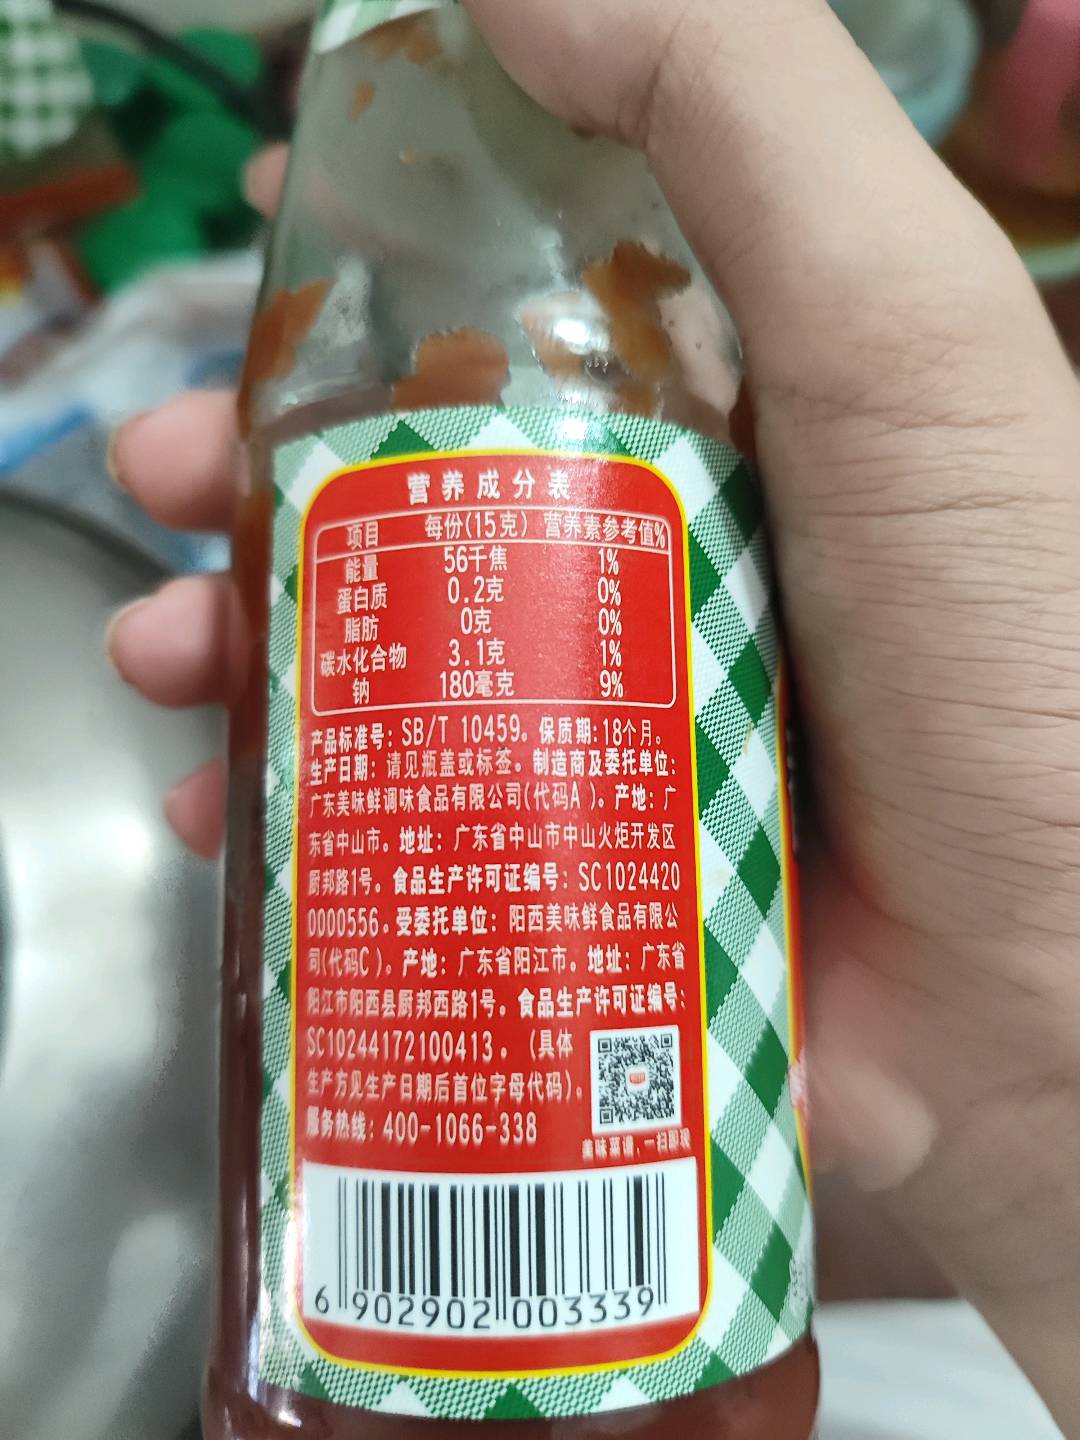 营养成分表
项目 每份(15克) 营养素参考值%
能量 56千焦 1%
蛋白质 0.2克 0%
脂肪 0克 0%
碳水化合物 3.1克 1%
钠 180毫克 9%
产品标准号：SB/T 10459。保质期：18个月。
生产日期：请见瓶盖或标签。制造商及委托单位：
广东美味鲜调味食品有限公司(代码A)。产地：广
东省中山市。地址：广东省中山市中山火炬开发区
厨邦路1号。食品生产许可证编号：SC1024420
0000556。受委托单位：阳西美味鲜食品有限公
司(代码C)。产地：广东省阳江市。地址：广东省
阳江市阳西县厨邦西路1号。食品生产许可证编号：
SC10244172100413。(具体
生产方见生产日期后首位字母代码)。
服务热线：400-1066-338
美味菜谱，一扫即现
6 902902 003339